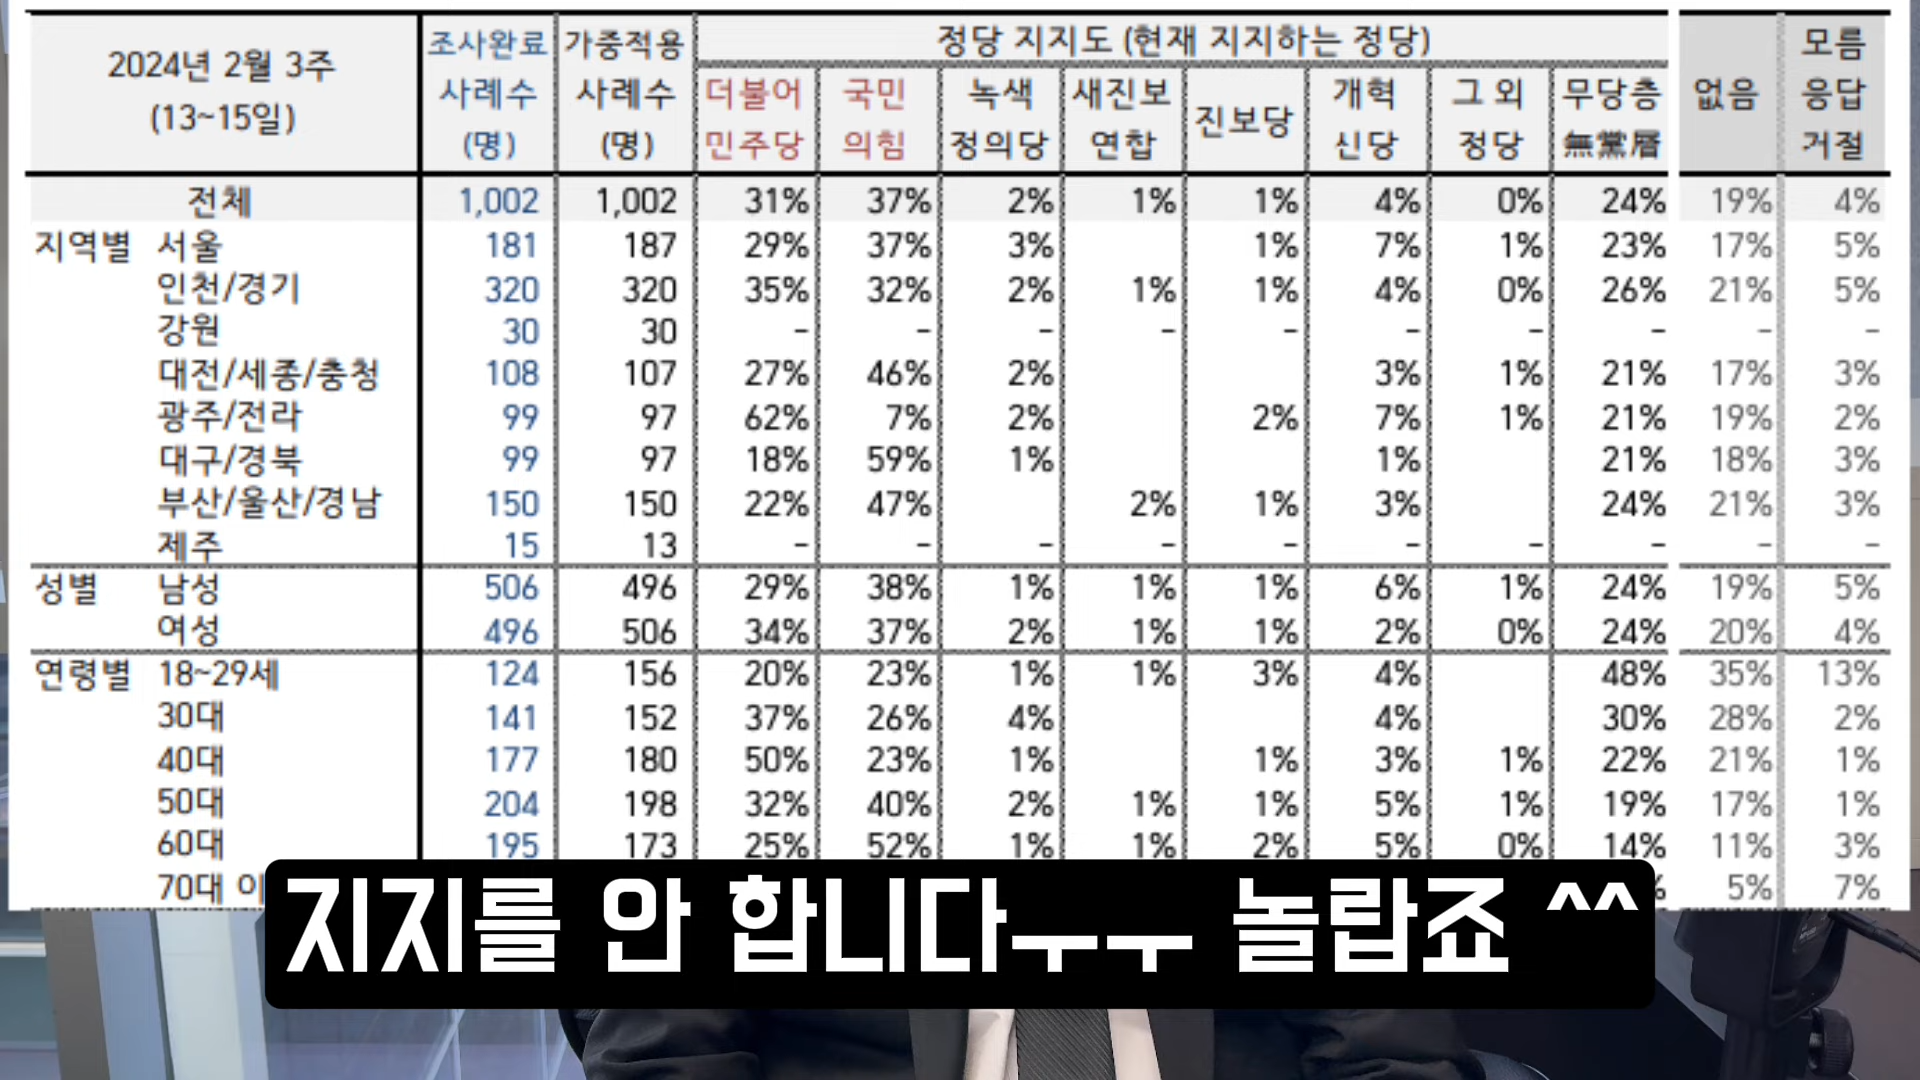 2024년 2월 3주
(13~15일)
조사완료
사례수
(명)
가중적용
사례수
(명)
정당 지지도 (현재 지지하는 정당)
더불어
민주당
국민
의힘
녹색
정의당
새진보
연합
진보당
개혁
신당
그 외
정당
무당층
無黨層
없음
모름
응답
거절
전체 1,002 1,002 31% 37% 2% 1% 1% 4% 0% 24% 19% 4%
지역별 서울 181 187 29% 37% 3% 1% 7% 1% 23% 17% 5%
인천/경기 320 320 35% 32% 2% 1% 1% 4% 0% 26% 21% 5%
강원 30 30 - - - - - - - - - -
대전/세종/충청 108 107 27% 46% 2% 3% 1% 21% 17% 3%
광주/전라 99 97 62% 7% 2% 2% 7% 1% 21% 19% 2%
대구/경북 99 97 18% 59% 1% 1% 21% 18% 3%
부산/울산/경남 150 150 22% 47% 2% 1% 3% 24% 21% 3%
제주 15 13 - - - - - - - - - -
성별 남성 506 496 29% 38% 1% 1% 1% 6% 1% 24% 19% 5%
여성 496 506 34% 37% 2% 1% 1% 2% 0% 24% 20% 4%
연령별 18~29세 124 156 20% 23% 1% 1% 3% 4% 48% 35% 13%
30대 141 152 37% 26% 4% 4% 30% 28% 2%
40대 177 180 50% 23% 1% 1% 3% 1% 22% 21% 1%
50대 204 198 32% 40% 2% 1% 1% 5% 1% 19% 17% 1%
60대 195 173 25% 52% 1% 1% 2% 5% 0% 14% 11% 3%
70대 5% 7%
지지를 안 합니다ㅜㅜ 놀랍죠 ^^